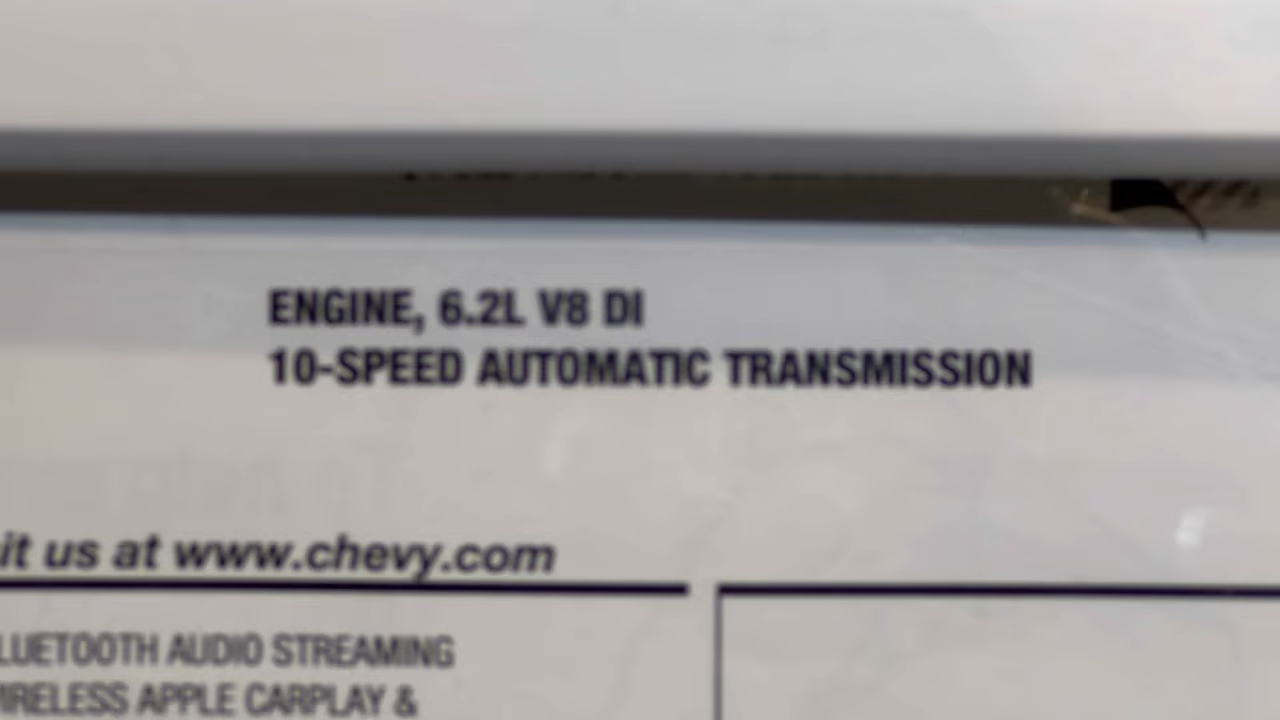 ENGINE, 6.2L V8 DI
10-SPEED AUTOMATIC TRANSMISSION
it us at www.chevy.com
LUETOOTH AUDIO STREAMING
IRELESS APPLE CARPLAY &